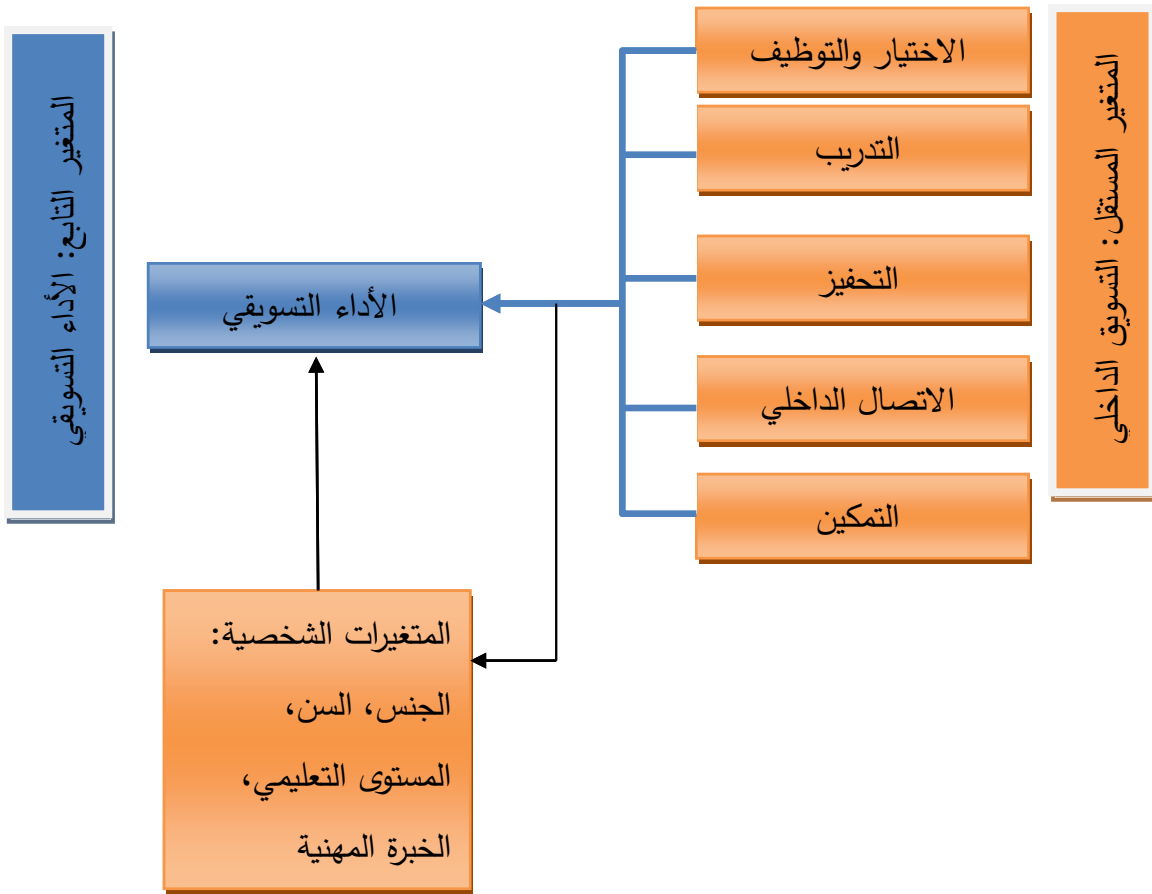 المتغير المستقل: التسويق الداخلي
الاختيار والتوظيف
التدريب
التحفيز
الاتصال الداخلي
التمكين
الأداء التسويقي
المتغير التابع: الأداء التسويقي
المتغيرات الشخصية:
الجنس، السن،
المستوى التعليمي،
الخبرة المهنية